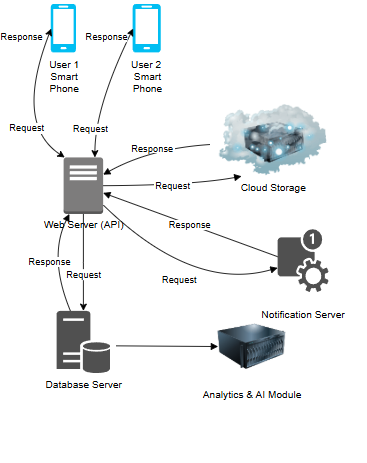 Response
Response
User 1
Smart
Phone
User 2
Smart
Phone
Request
Request
Response
Request
Cloud Storage
Web Server (API)
Response
1
Response
Request
Request
Notification Server
Database Server
Analytics & AI Module